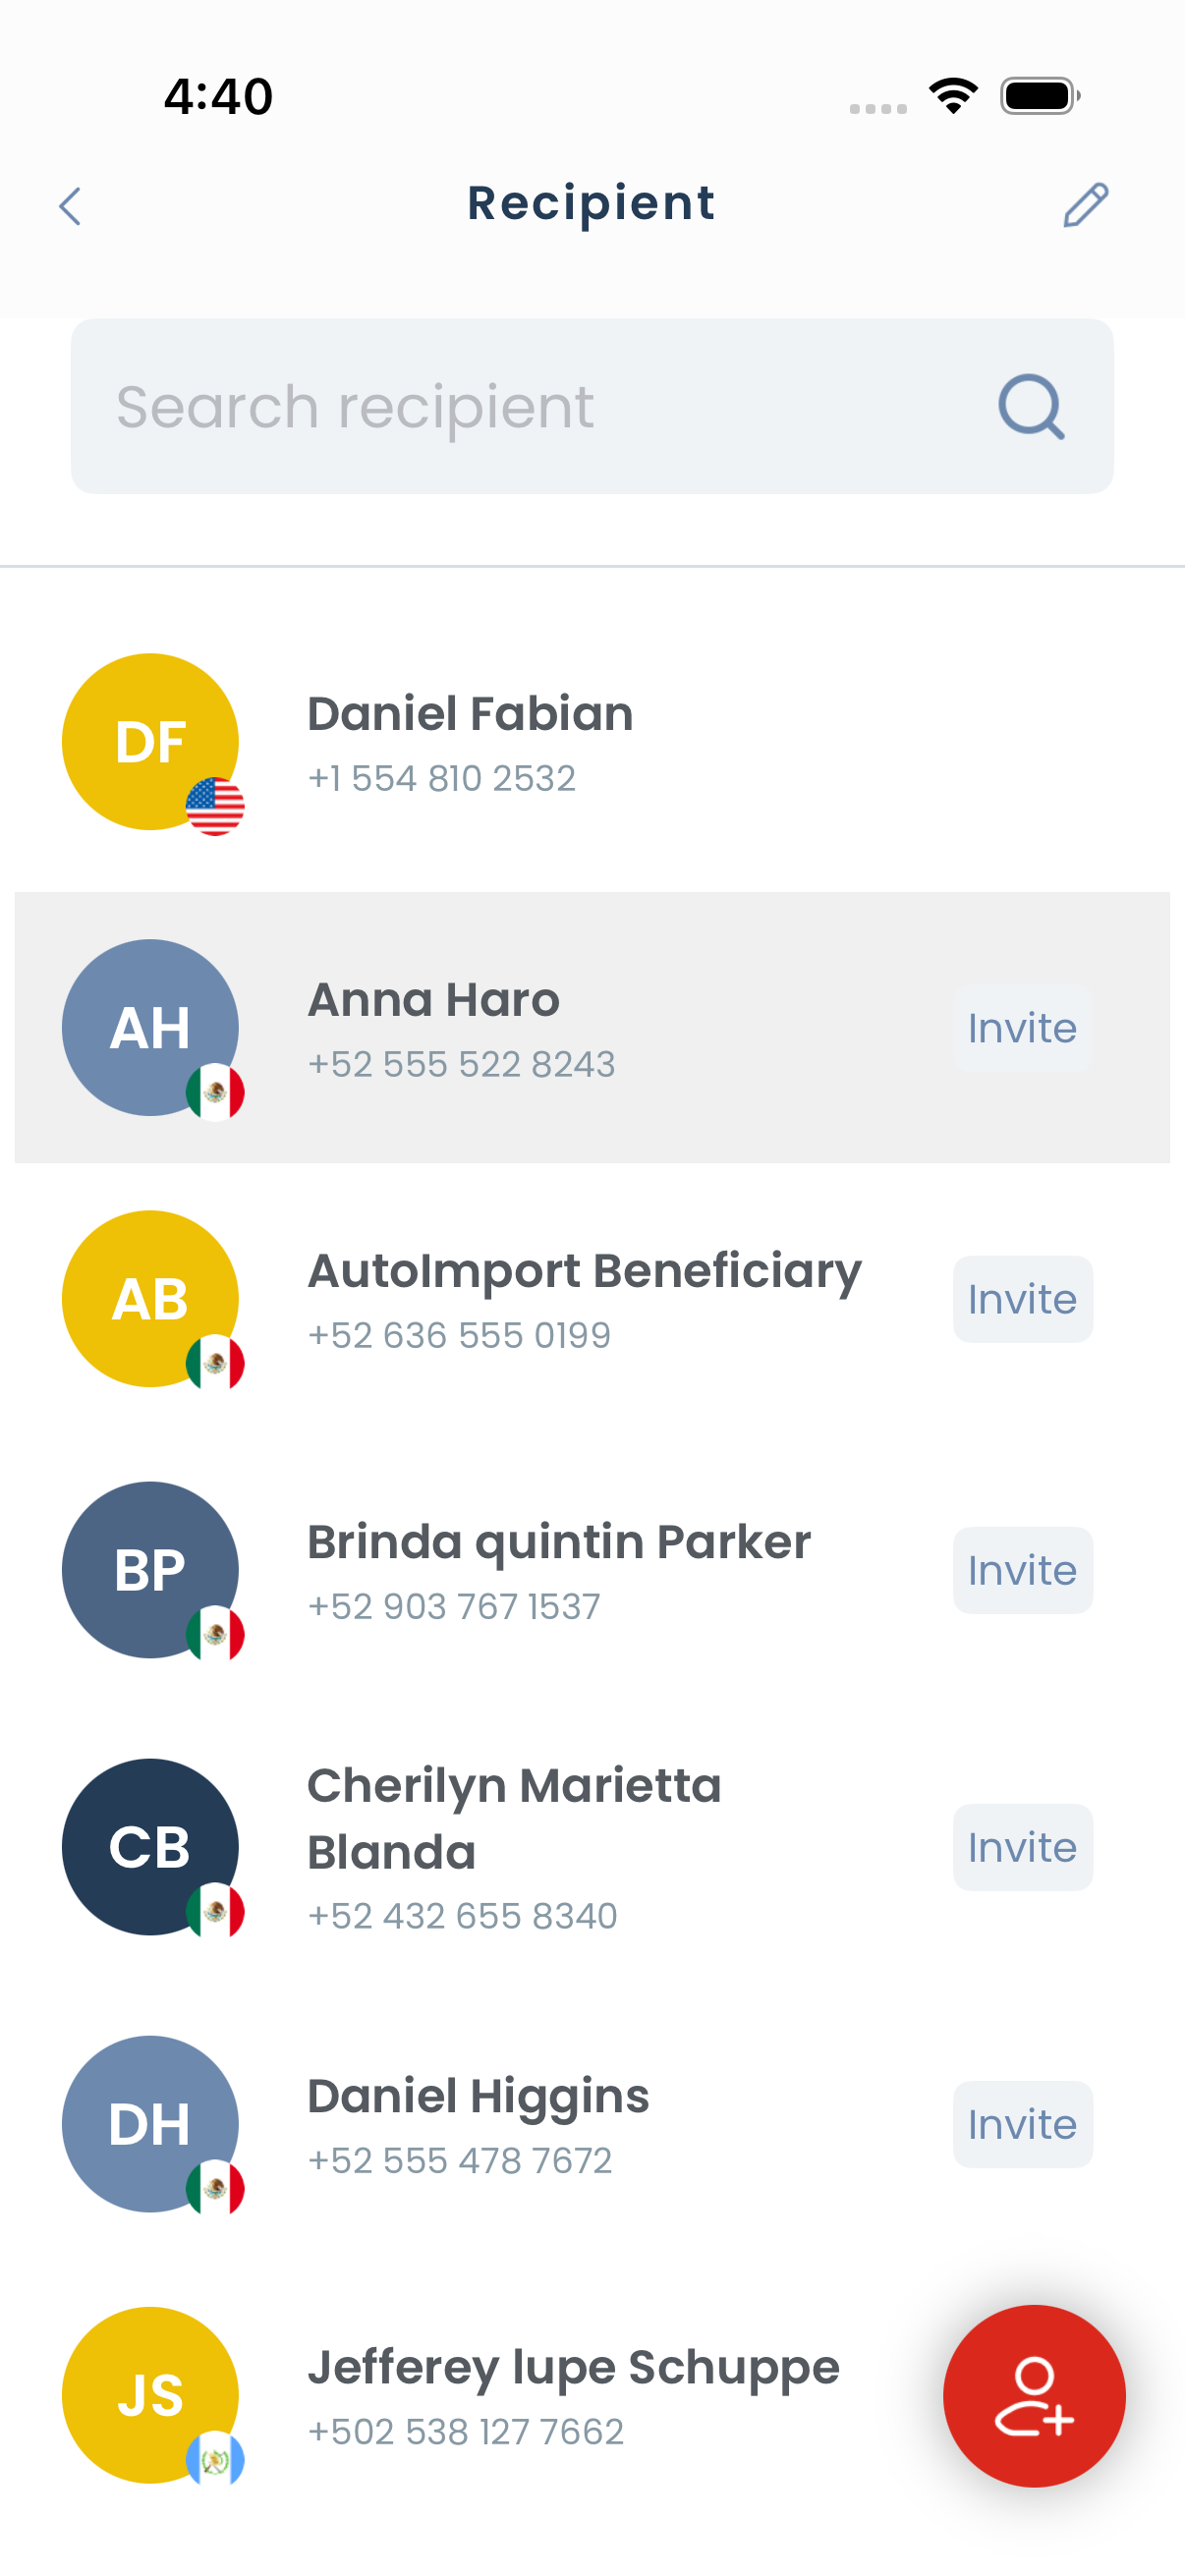 4:40
Recipient
Search recipient
DF
Daniel Fabian
+1 554 810 2532
AH
Anna Haro
+52 555 522 8243
Invite
AB
AutoImport Beneficiary
+52 636 555 0199
Invite
BP
Brinda quintin Parker
+52 903 767 1537
Invite
CB
Cherilyn Marietta
Blanda
+52 432 655 8340
Invite
DH
Daniel Higgins
+52 555 478 7672
Invite
JS
Jefferey lupe Schuppe
+502 538 127 7662